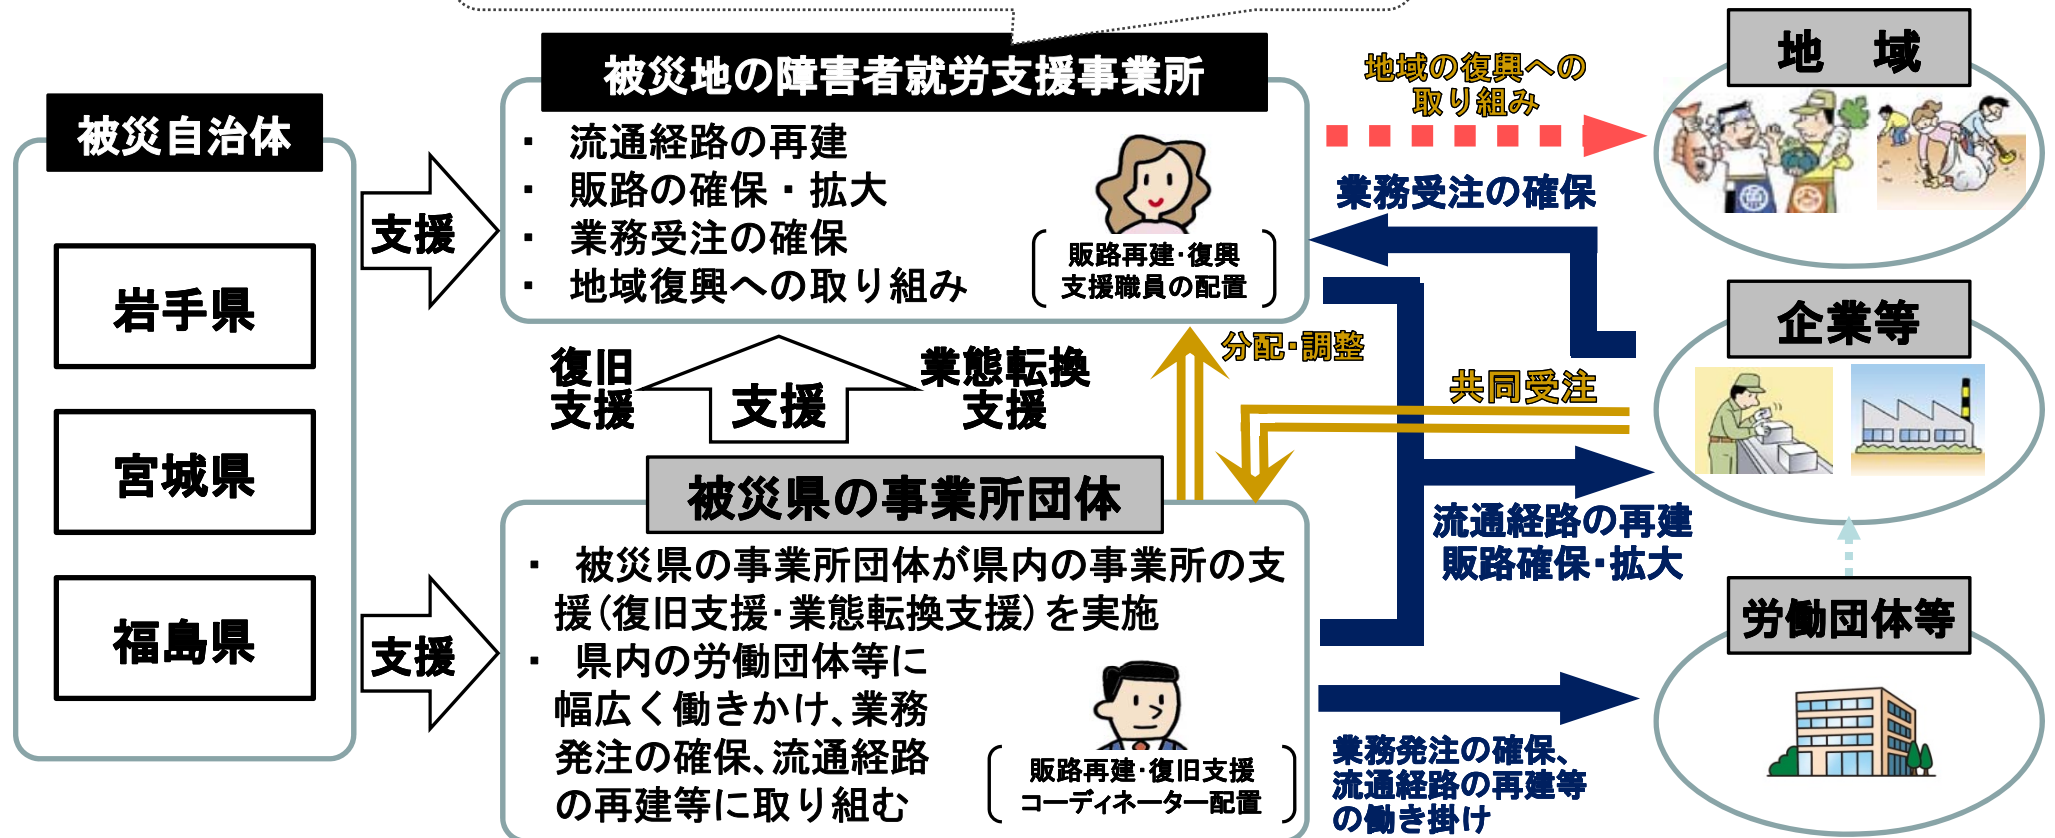 被災自治体
岩手県
宮城県
福島県
支援
支援
被災地の障害者就労支援事業所
・ 流通経路の再建
・ 販路の確保・拡大
・ 業務受注の確保
・ 地域復興への取り組み
販路再建・復興
支援職員の配置
復旧
支援
支援
業態転換
支援
分配・調整
被災県の事業所団体
・ 被災県の事業所団体が県内の事業所の支
援(復旧支援・業態転換支援)を実施
・ 県内の労働団体等に
幅広く働きかけ、業務
発注の確保、流通経路
の再建等に取り組む
販路再建・復旧支援
コーディネーター配置
地域の復興への
取り組み
業務受注の確保
共同受注
流通経路の再建
販路確保・拡大
業務発注の確保、
流通経路の再建等
の働き掛け
地 域
企業等
労働団体等